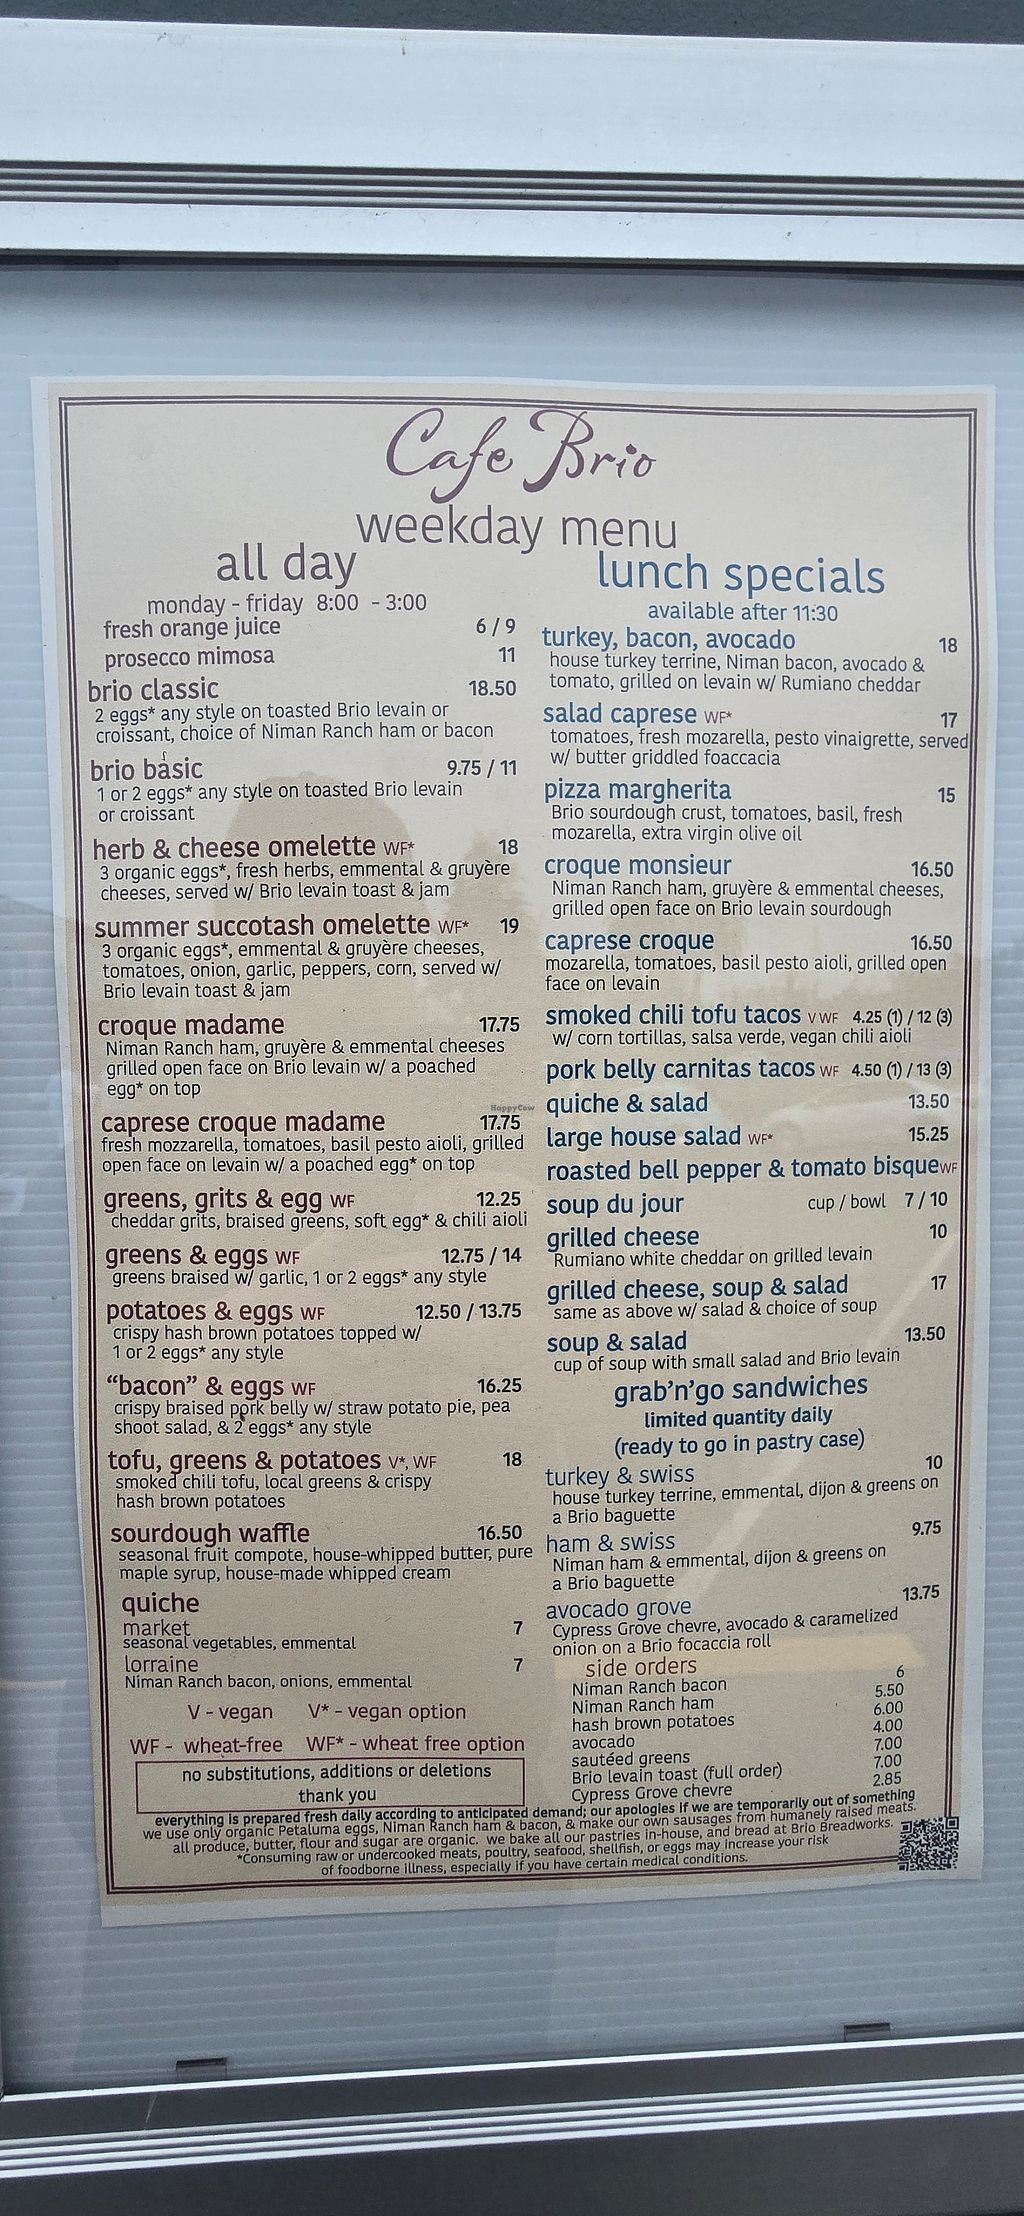 Cafe Brio
weekday menu
all day
monday - friday 8:00 - 3:00
fresh orange juice 6 / 9
prosecco mimosa 11
brio classic 18.50
2 eggs* any style on toasted Brio levain or
croissant, choice of Niman Ranch ham or bacon
brio basic 9.75 / 11
1 or 2 eggs* any style on toasted Brio levain
or croissant
herb & cheese omelette WF* 18
3 organic eggs*, fresh herbs, emmental & gruyère
cheeses, served w/ Brio levain toast & jam
summer succotash omelette WF* 19
3 organic eggs*, emmental & gruyère cheeses,
tomatoes, onion, garlic, peppers, corn, served w/
Brio levain toast & jam
croque madame 17.75
Niman Ranch ham, gruyère & emmental cheeses
grilled open face on Brio levain w/ a poached
egg* on top
HappyCow
caprese croque madame 17.75
fresh mozzarella, tomatoes, basil pesto aioli, grilled
open face on levain w/ a poached egg* on top
greens, grits & egg WF 12.25
cheddar grits, braised greens, soft egg* & chili aioli
greens & eggs WF 12.75 / 14
greens braised w/ garlic, 1 or 2 eggs* any style
potatoes & eggs WF 12.50 / 13.75
crispy hash brown potatoes topped w/
1 or 2 eggs* any style
“bacon” & eggs WF 16.25
crispy braised pork belly w/ straw potato pie, pea
shoot salad, & 2 eggs* any style
tofu, greens & potatoes V*, WF 18
smoked chili tofu, local greens & crispy
hash brown potatoes
sourdough waffle 16.50
seasonal fruit compote, house-whipped butter, pure
maple syrup, house-made whipped cream
quiche
market 7
seasonal vegetables, emmental
lorraine 7
Niman Ranch bacon, onions, emmental
V - vegan V* - vegan option
WF - wheat-free WF* - wheat free option
no substitutions, additions or deletions
thank you
lunch specials
available after 11:30
turkey, bacon, avocado 18
house turkey terrine, Niman bacon, avocado &
tomato, grilled on levain w/ Rumiano cheddar
salad caprese WF* 17
tomatoes, fresh mozarella, pesto vinaigrette, served
w/ butter griddled foaccacia
pizza margherita 15
Brio sourdough crust, tomatoes, basil, fresh
mozarella, extra virgin olive oil
croque monsieur 16.50
Niman Ranch ham, gruyère & emmental cheeses,
grilled open face on Brio levain sourdough
caprese croque 16.50
mozarella, tomatoes, basil pesto aioli, grilled open
face on levain
smoked chili tofu tacos V WF 4.25 (1) / 12 (3)
w/ corn tortillas, salsa verde, vegan chili aioli
pork belly carnitas tacos WF 4.50 (1) / 13 (3)
quiche & salad 13.50
large house salad WF* 15.25
roasted bell pepper & tomato bisque WF
soup du jour cup / bowl 7 / 10
grilled cheese 10
Rumiano white cheddar on grilled levain
grilled cheese, soup & salad 17
same as above w/ salad & choice of soup
soup & salad 13.50
cup of soup with small salad and Brio levain
grab'n'go sandwiches
limited quantity daily
(ready to go in pastry case)
turkey & swiss 10
house turkey terrine, emmental, dijon & greens on
a Brio baguette
ham & swiss 9.75
Niman ham & emmental, dijon & greens on
a Brio baguette
avocado grove 13.75
Cypress Grove chevre, avocado & caramelized
onion on a Brio focaccia roll
side orders
Niman Ranch bacon 6
Niman Ranch ham 5.50
hash brown potatoes 6.00
avocado 4.00
sautéed greens 7.00
Brio levain toast (full order) 7.00
Cypress Grove chevre 2.85
everything is prepared fresh daily according to anticipated demand; our apologies if we are temporarily out of something
we use only organic Petaluma eggs, Niman Ranch ham & bacon, & make our own sausages from humanely raised meats.
all produce, butter, flour and sugar are organic. we bake all our pastries in-house, and bread at Brio Breadworks.
*Consuming raw or undercooked meats, poultry, seafood, shellfish, or eggs may increase your risk
of foodborne illness, especially if you have certain medical conditions.